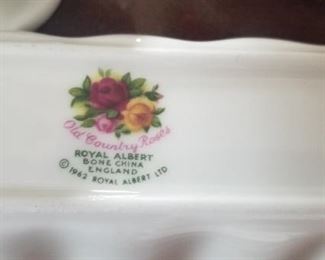 Old Country Roses
ROYAL ALBERT
BONE CHINA
ENGLAND
© 1962 ROYAL ALBERT LTD